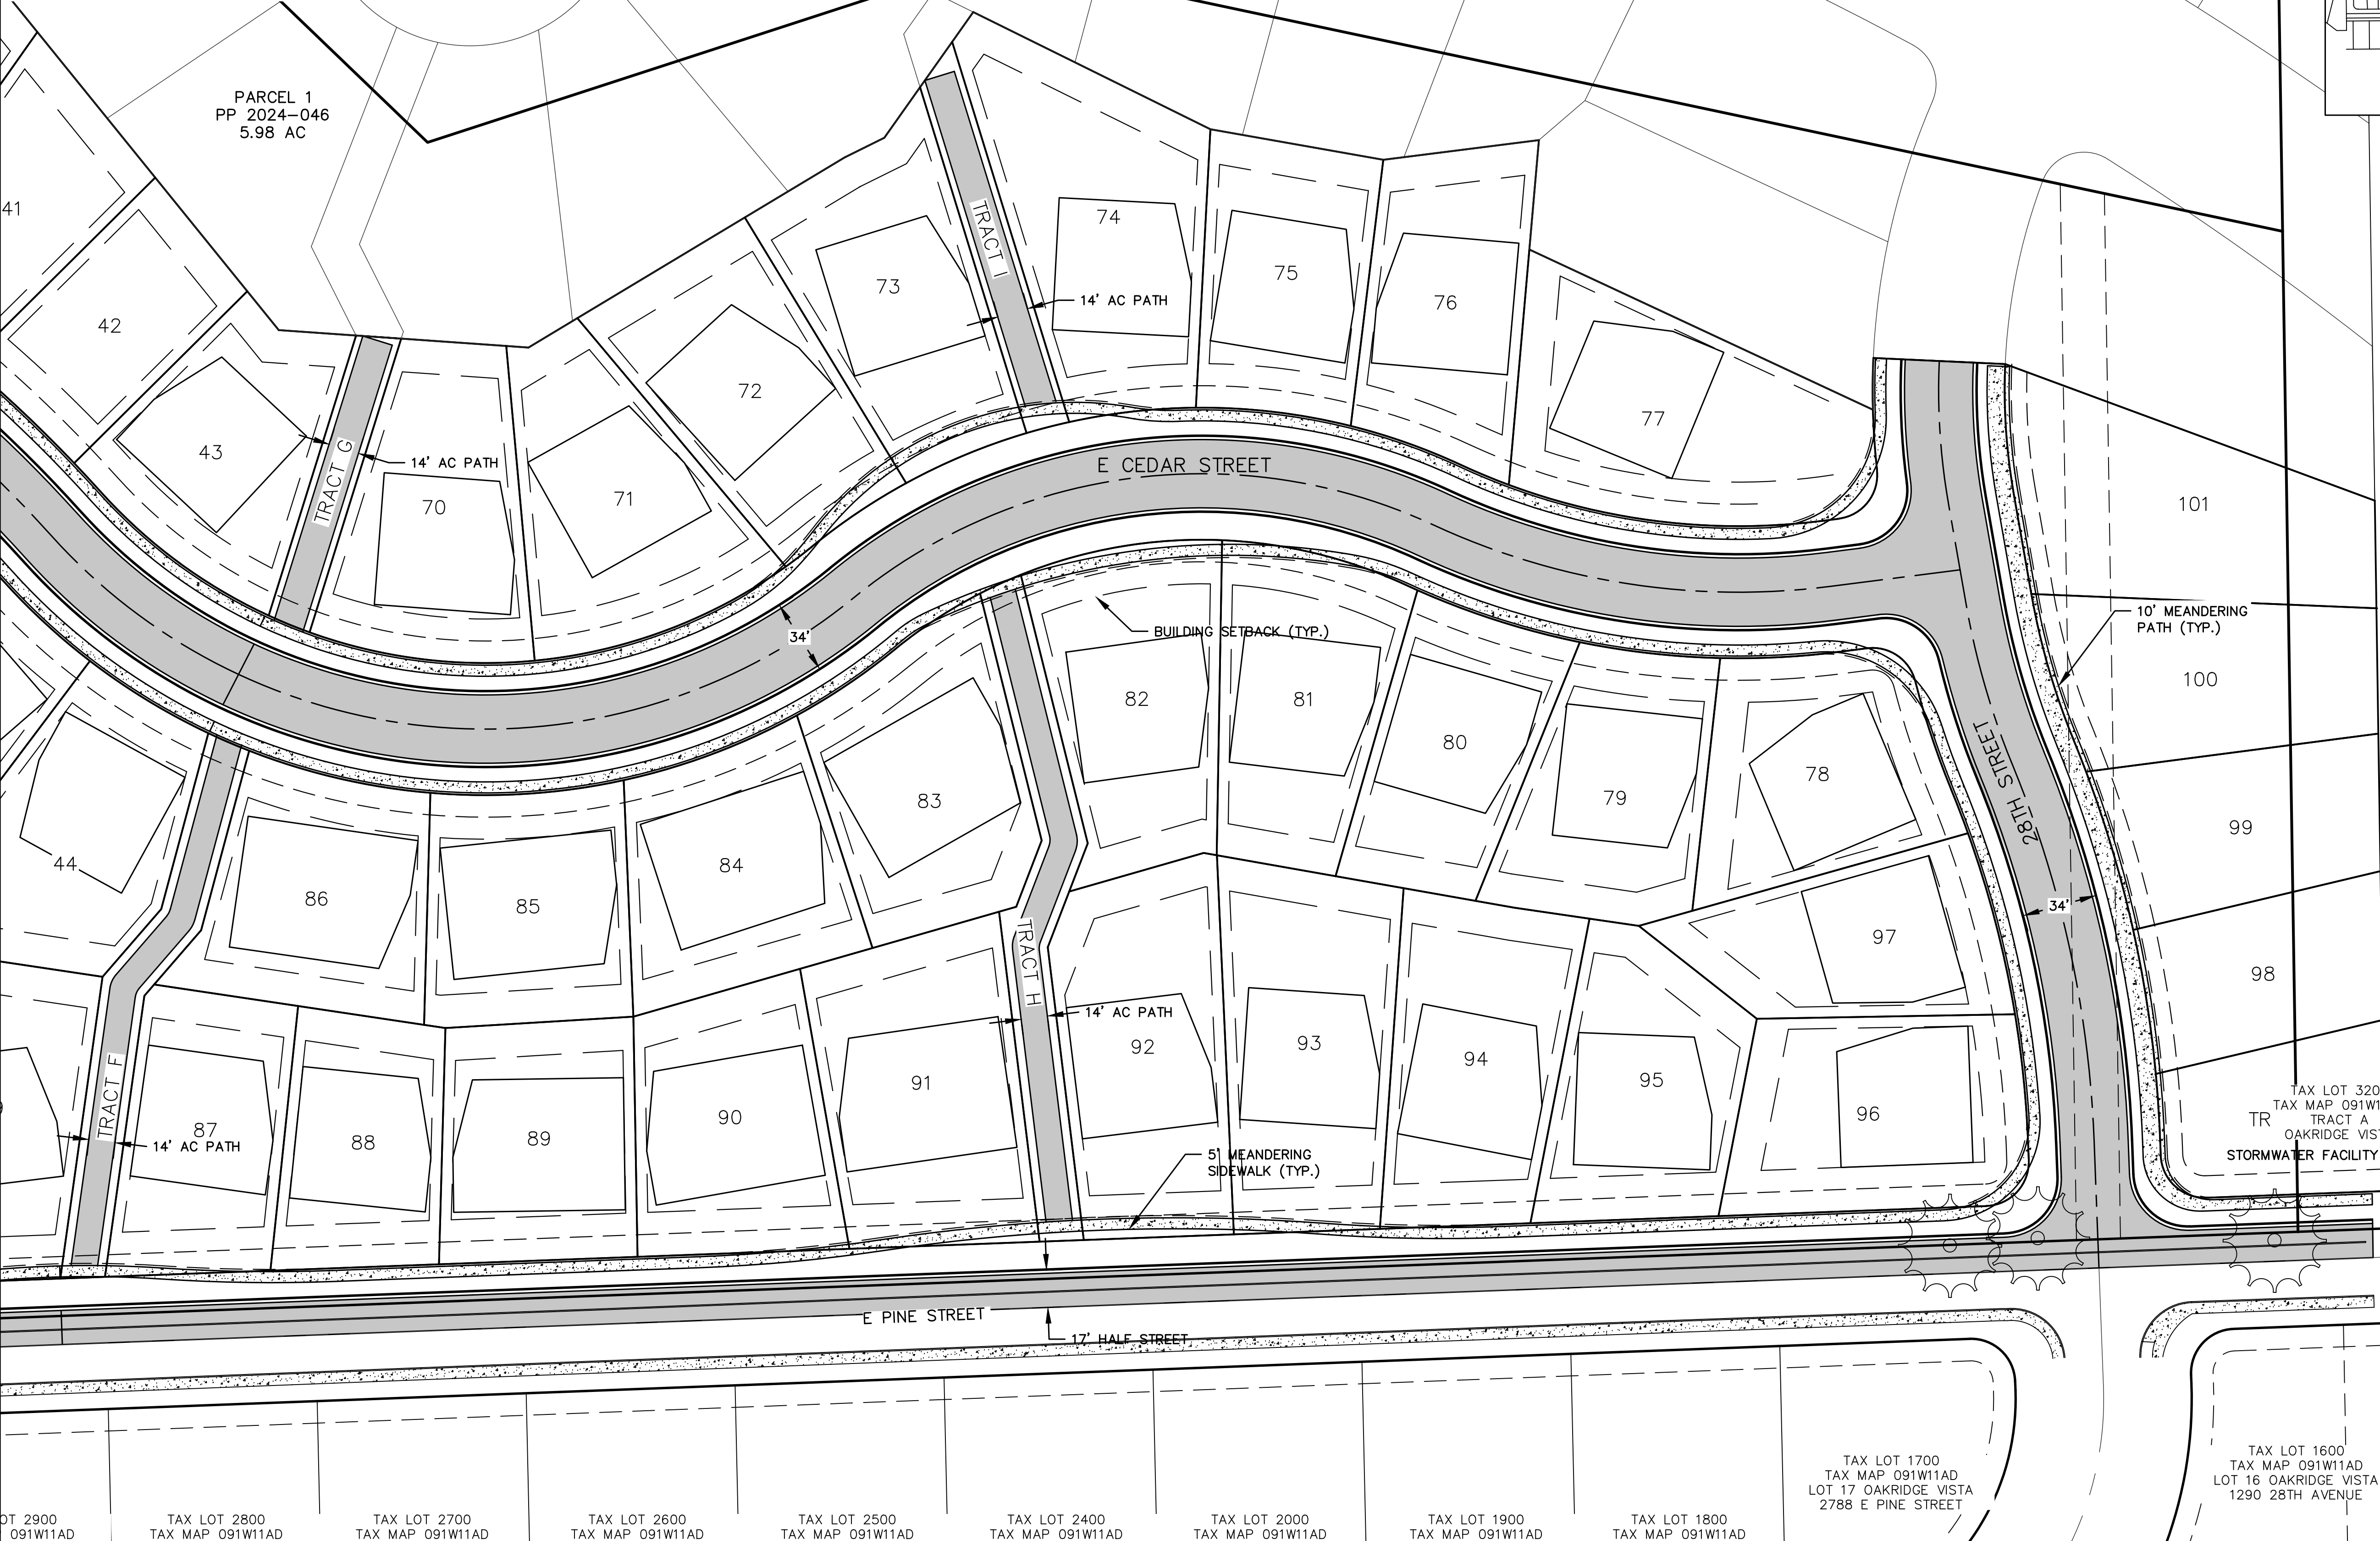 PARCEL 1
PP 2024-046
5.98 AC
41
42
43
TRACT G
14' AC PATH
70
71
72
73
TRACT I
14' AC PATH
74
75
76
77
E CEDAR STREET
34'
BUILDING SETBACK (TYP.)
101
10' MEANDERING
PATH (TYP.)
100
28TH STREET
99
34'
98
44
86
85
84
83
82
81
80
79
78
97
TRACT H
14' AC PATH
TRACT F
14' AC PATH
87
88
89
90
91
92
93
94
95
96
5' MEANDERING
SIDEWALK (TYP.)
TAX LOT 320
TAX MAP 091W1
TR
TRACT A
OAKRIDGE VIS
STORMWATER FACILITY
E PINE STREET
17' HALF STREET
OT 2900
091W11AD
TAX LOT 2800
TAX MAP 091W11AD
TAX LOT 2700
TAX MAP 091W11AD
TAX LOT 2600
TAX MAP 091W11AD
TAX LOT 2500
TAX MAP 091W11AD
TAX LOT 2400
TAX MAP 091W11AD
TAX LOT 2000
TAX MAP 091W11AD
TAX LOT 1900
TAX MAP 091W11AD
TAX LOT 1800
TAX MAP 091W11AD
TAX LOT 1700
TAX MAP 091W11AD
LOT 17 OAKRIDGE VISTA
2788 E PINE STREET
TAX LOT 1600
TAX MAP 091W11AD
LOT 16 OAKRIDGE VISTA
1290 28TH AVENUE